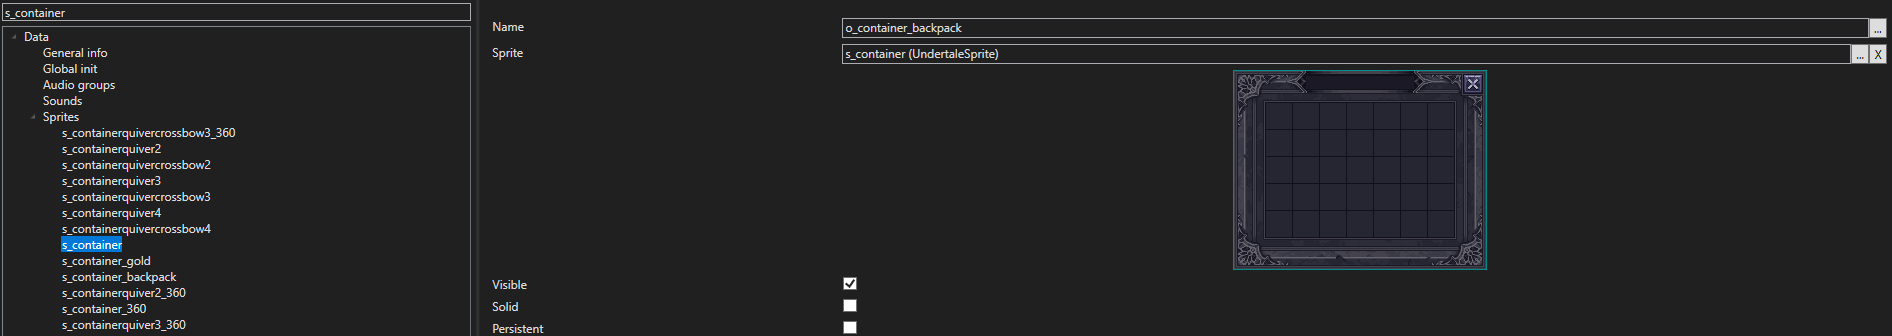 s_container
Data
General info
Global init
Audio groups
Sounds
Sprites
s_containerquivercrossbow3_360
s_containerquiver2
s_containerquivercrossbow2
s_containerquiver3
s_containerquivercrossbow3
s_containerquiver4
s_containerquivercrossbow4
s_container
s_container_gold
s_container_backpack
s_containerquiver2_360
s_container_360
s_containerquiver3_360
Name
o_container_backpack
...
Sprite
s_container (UndertaleSprite)
... X
Visible
Solid
Persistent